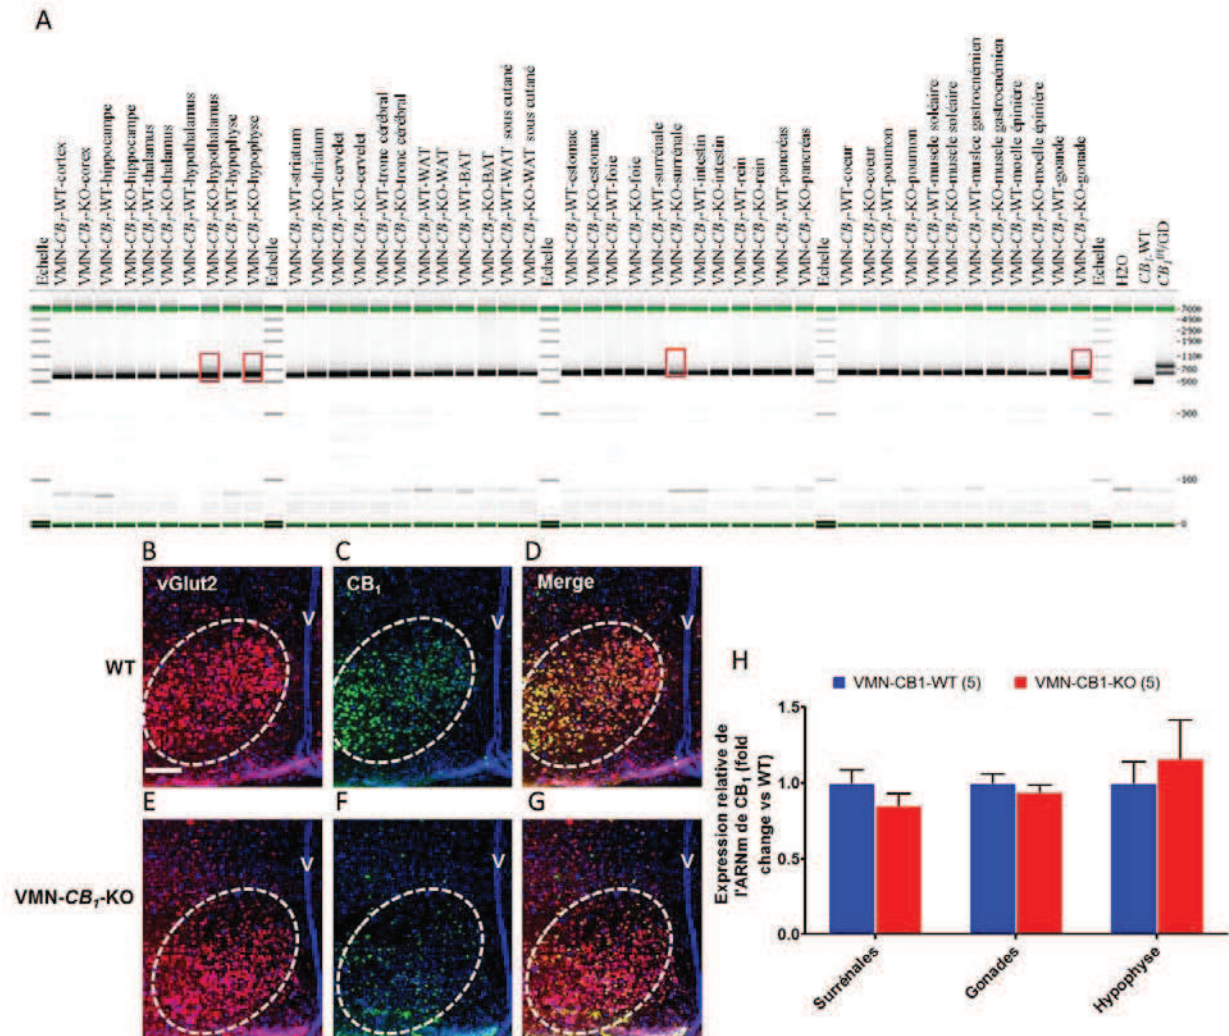 A
Echelle
VMN-CB1-WT-cortex
VMN-CB1-KO-corex
VMN-CB1-WT-hippocampe
VMN-CB1-KO-hippocampe
VMN-CB1-WT-thalamus
VMN-CB1-KO-thalamus
VMN-CB1-WT-hypothalamus
VMN-CB1-KO-hypothalamus
VMN-CB1-WT-hypophyse
VMN-CB1-KO-hypophyse
Echelle
VMN-CB1-WT-striatum
VMN-CB1-KO-driatum
VMN-CB1-WT-cervelet
VMN-CB1-KO-cervelet
VMN-CB1-WT-tronc cérébral
VMN-CB1-KO-tronc cérébral
VMN-CB1-WT-WAT
VMN-CB1-KO-WAT
VMN-CB1-WT-BAT
VMN-CB1-KO-BAT
VMN-CB1-WT-WAT sous cutané
VMN-CB1-KO-WAT sous cutané
Echelle
VMN-CB1-WT-estomac
VMN-CB1-KO-estomac
VMN-CB1-WT-foie
VMN-CB1-KO-foie
VMN-CB1-WT-surrénale
VMN-CB1-KO-surrénale
VMN-CB1-WT-intestin
VMN-CB1-KO-intestin
VMN-CB1-WT-rein
VMN-CB1-KO-rein
VMN-CB1-WT-pancréas
VMN-CB1-KO-pancréas
Echelle
VMN-CB1-WT-coeur
VMN-CB1-KO-coeur
VMN-CB1-WT-poumon
VMN-CB1-KO-poumon
VMN-CB1-WT-muscle soléaire
VMN-CB1-KO-muscle soléaire
VMN-CB1-WT-muslce gastrocnémien
VMN-CB1-KO-muscle gastrocnémien
VMN-CB1-WT-moelle épinière
VMN-CB1-KO-moelle épinière
VMN-CB1-WT-gonade
VMN-CB1-KO-gonade
Echelle
H2O
CB1-WT
7000
4900
2900
1900
1100
700
500
300
100
0
B
C
D
vGlut2
CB₁
Merge
V
V
V
WT
E
F
G
V
V
V
VMN-CB₁-KO
H
VMN-CB1-WT (5)
VMN-CB1-KO (5)
Expression relative de
l'ARNm de CB₁ (fold
change vs WT)
1.5
1.0
0.5
0.0
Surrénales
Gonades
Hypophyse